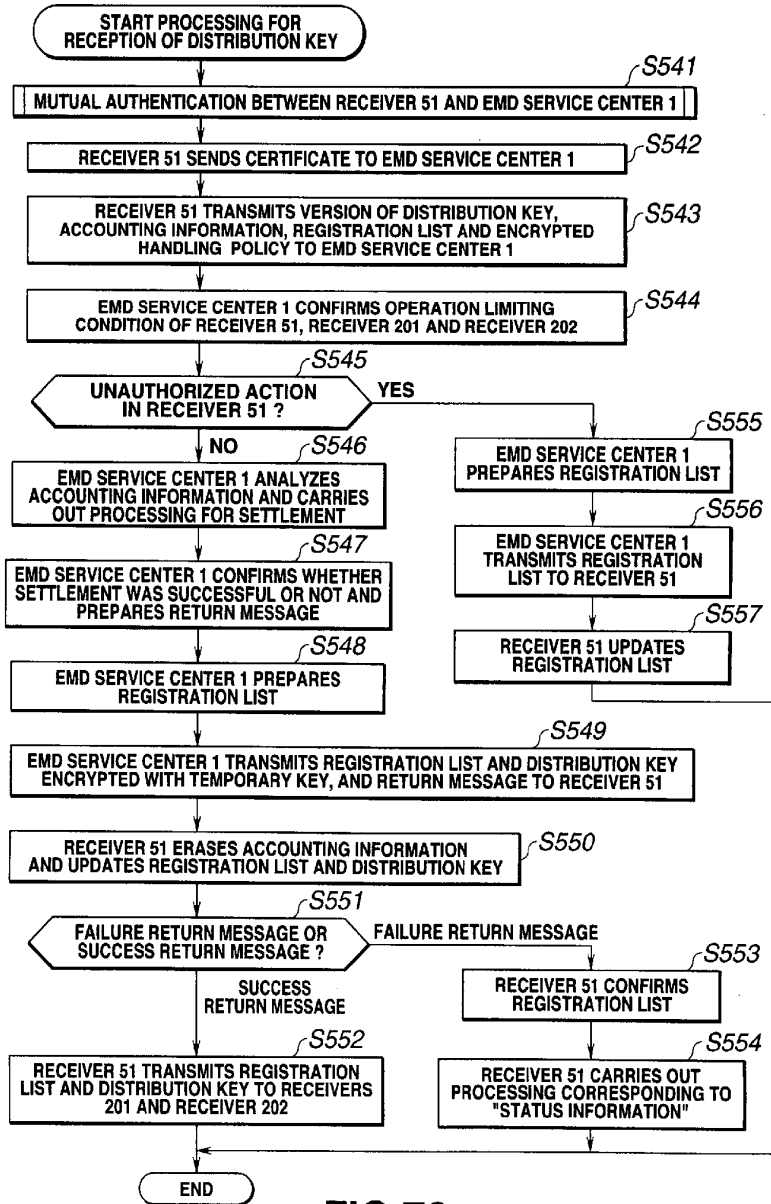 START PROCESSING FOR
RECEPTION OF DISTRIBUTION KEY
S541
MUTUAL AUTHENTICATION BETWEEN RECEIVER 51 AND EMD SERVICE CENTER 1
S542
RECEIVER 51 SENDS CERTIFICATE TO EMD SERVICE CENTER 1
S543
RECEIVER 51 TRANSMITS VERSION OF DISTRIBUTION KEY,
ACCOUNTING INFORMATION, REGISTRATION LIST AND ENCRYPTED
HANDLING POLICY TO EMD SERVICE CENTER 1
S544
EMD SERVICE CENTER 1 CONFIRMS OPERATION LIMITING
CONDITION OF RECEIVER 51, RECEIVER 201 AND RECEIVER 202
S545
UNAUTHORIZED ACTION
IN RECEIVER 51 ?
YES
NO
S546
EMD SERVICE CENTER 1 ANALYZES
ACCOUNTING INFORMATION AND CARRIES
OUT PROCESSING FOR SETTLEMENT
S547
EMD SERVICE CENTER 1 CONFIRMS WHETHER
SETTLEMENT WAS SUCCESSFUL OR NOT AND
PREPARES RETURN MESSAGE
S548
EMD SERVICE CENTER 1 PREPARES
REGISTRATION LIST
S555
EMD SERVICE CENTER 1
PREPARES REGISTRATION LIST
S556
EMD SERVICE CENTER 1
TRANSMITS REGISTRATION
LIST TO RECEIVER 51
S557
RECEIVER 51 UPDATES
REGISTRATION LIST
S549
EMD SERVICE CENTER 1 TRANSMITS REGISTRATION LIST AND DISTRIBUTION KEY
ENCRYPTED WITH TEMPORARY KEY, AND RETURN MESSAGE TO RECEIVER 51
S550
RECEIVER 51 ERASES ACCOUNTING INFORMATION
AND UPDATES REGISTRATION LIST AND DISTRIBUTION KEY
S551
FAILURE RETURN MESSAGE OR
SUCCESS RETURN MESSAGE ?
FAILURE RETURN MESSAGE
SUCCESS
RETURN MESSAGE
S552
RECEIVER 51 TRANSMITS REGISTRATION
LIST AND DISTRIBUTION KEY TO RECEIVERS
201 AND RECEIVER 202
S553
RECEIVER 51 CONFIRMS
REGISTRATION LIST
S554
RECEIVER 51 CARRIES OUT
PROCESSING CORRESPONDING TO
"STATUS INFORMATION"
END